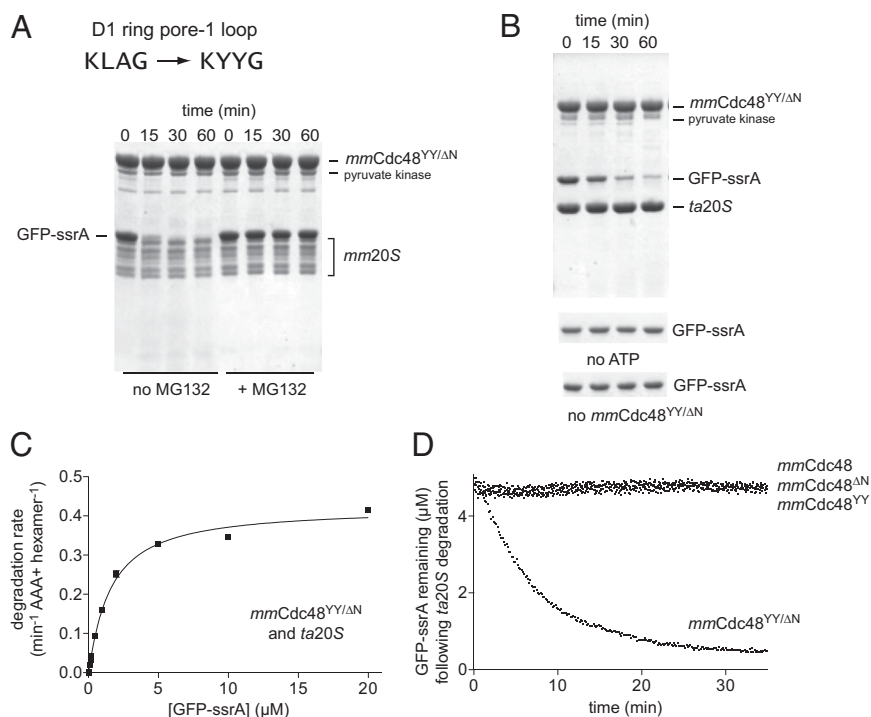 A
D1 ring pore-1 loop
KLAG → KYYG
time (min)
0 15 30 60 0 15 30 60
mmCdc48YY/ΔN
pyruvate kinase
GFP-ssrA
mm20S
no MG132 + MG132
B
time (min)
0 15 30 60
mmCdc48YY/ΔN
pyruvate kinase
GFP-ssrA
ta20S
GFP-ssrA
no ATP
GFP-ssrA
no mmCdc48YY/ΔN
C
degradation rate
(min-1 AAA+ hexamer-1)
0.5
0.4
0.3
0.2
0.1
0.0
mmCdc48YY/ΔN
and ta20S
0 5 10 15 20
[GFP-ssrA] (μM)
D
GFP-ssrA remaining (μM)
following ta20S degradation
4
2
0
mmCdc48
mmCdc48ΔN
mmCdc48YY
mmCdc48YY/ΔN
0 10 20 30
time (min)